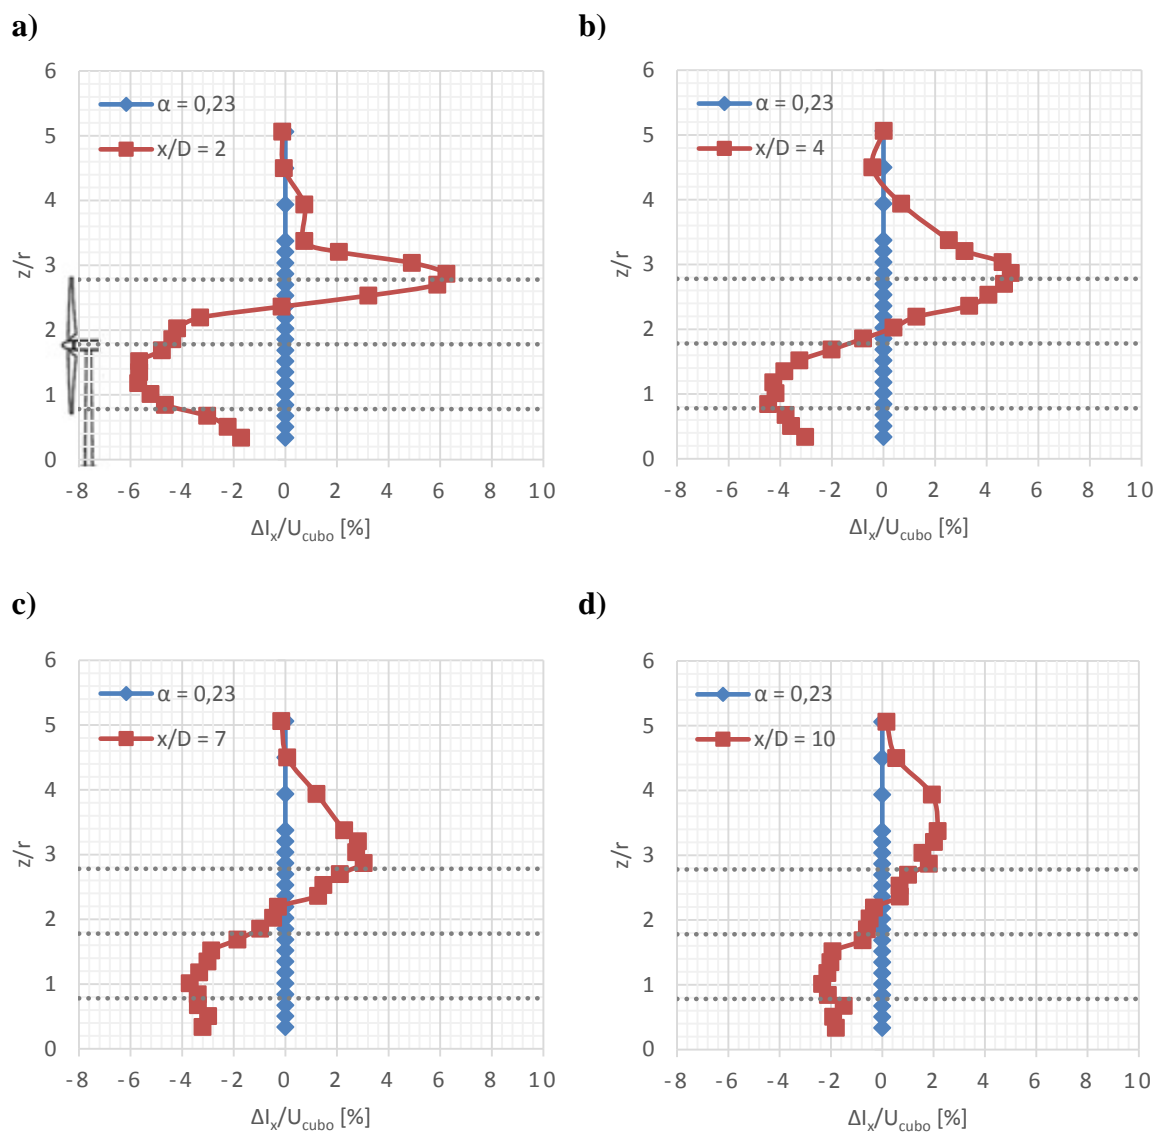 a)
6
5
4
3
2
1
0
z/r
α = 0,23
x/D = 2
-8 -6 -4 -2 0 2 4 6 8 10
ΔIx/Ucubo [%]
b)
6
5
4
3
2
1
0
z/r
α = 0,23
x/D = 4
-8 -6 -4 -2 0 2 4 6 8 10
ΔIx/Ucubo [%]
c)
6
5
4
3
2
1
0
z/r
α = 0,23
x/D = 7
-8 -6 -4 -2 0 2 4 6 8 10
ΔIx/Ucubo [%]
d)
6
5
4
3
2
1
0
z/r
α = 0,23
x/D = 10
-8 -6 -4 -2 0 2 4 6 8 10
ΔIx/Ucubo [%]